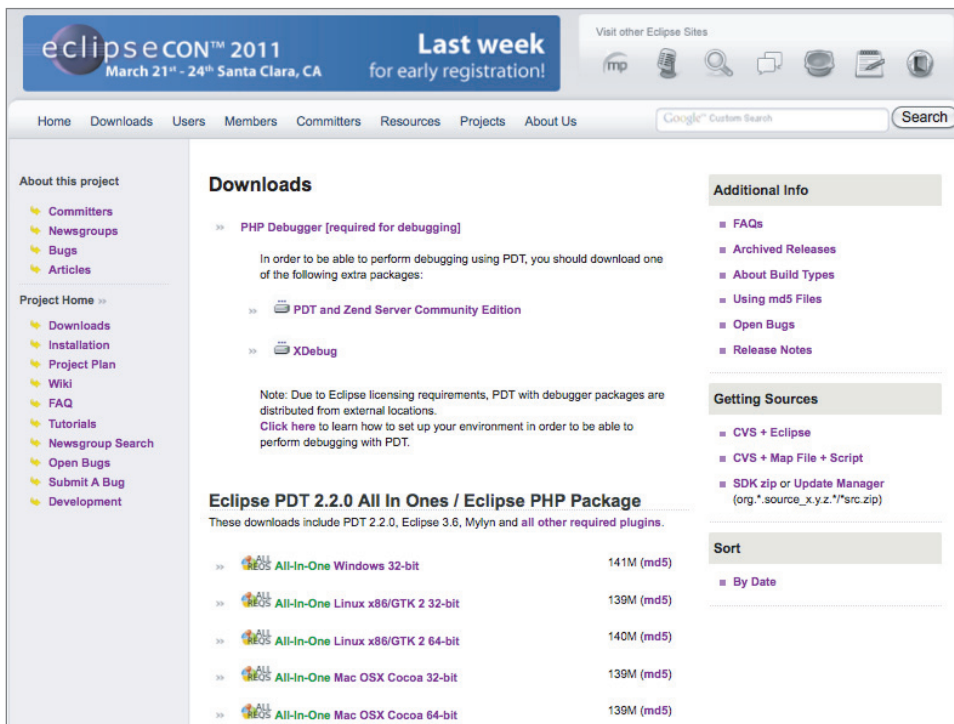 eclipsecon™ 2011
March 21st - 24th Santa Clara, CA
Last week
for early registration!
Visit other Eclipse Sites
mp
Home Downloads Users Members Committers Resources Projects About Us
Google™ Custom Search
Search
About this project
Committers
Newsgroups
Bugs
Articles
Project Home »
Downloads
Installation
Project Plan
Wiki
FAQ
Tutorials
Newsgroup Search
Open Bugs
Submit A Bug
Development
Downloads
» PHP Debugger [required for debugging]
In order to be able to perform debugging using PDT, you should download one
of the following extra packages:
» PDT and Zend Server Community Edition
» XDebug
Note: Due to Eclipse licensing requirements, PDT with debugger packages are
distributed from external locations.
Click here to learn how to set up your environment in order to be able to
perform debugging with PDT.
Eclipse PDT 2.2.0 All In Ones / Eclipse PHP Package
These downloads include PDT 2.2.0, Eclipse 3.6, Mylyn and all other required plugins.
» ALL REQS All-In-One Windows 32-bit 141M (md5)
» ALL REQS All-In-One Linux x86/GTK 2 32-bit 139M (md5)
» ALL REQS All-In-One Linux x86/GTK 2 64-bit 140M (md5)
» ALL REQS All-In-One Mac OSX Cocoa 32-bit 139M (md5)
» ALL REQS All-In-One Mac OSX Cocoa 64-bit 139M (md5)
Additional Info
FAQs
Archived Releases
About Build Types
Using md5 Files
Open Bugs
Release Notes
Getting Sources
CVS + Eclipse
CVS + Map File + Script
SDK zip or Update Manager
(org.*.source_x.y.z.*/*src.zip)
Sort
By Date